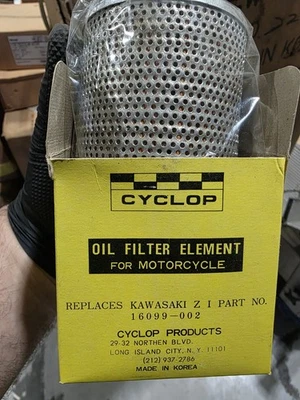 CYCLOP
OIL FILTER ELEMENT
FOR MOTORCYCLE
REPLACES KAWASAKI Z I PART NO.
16099-002
CYCLOP PRODUCTS
29-32 NORTHEN BLVD.
LONG ISLAND CITY, N.Y. 11101
(212) 937-2786
MADE IN KOREA